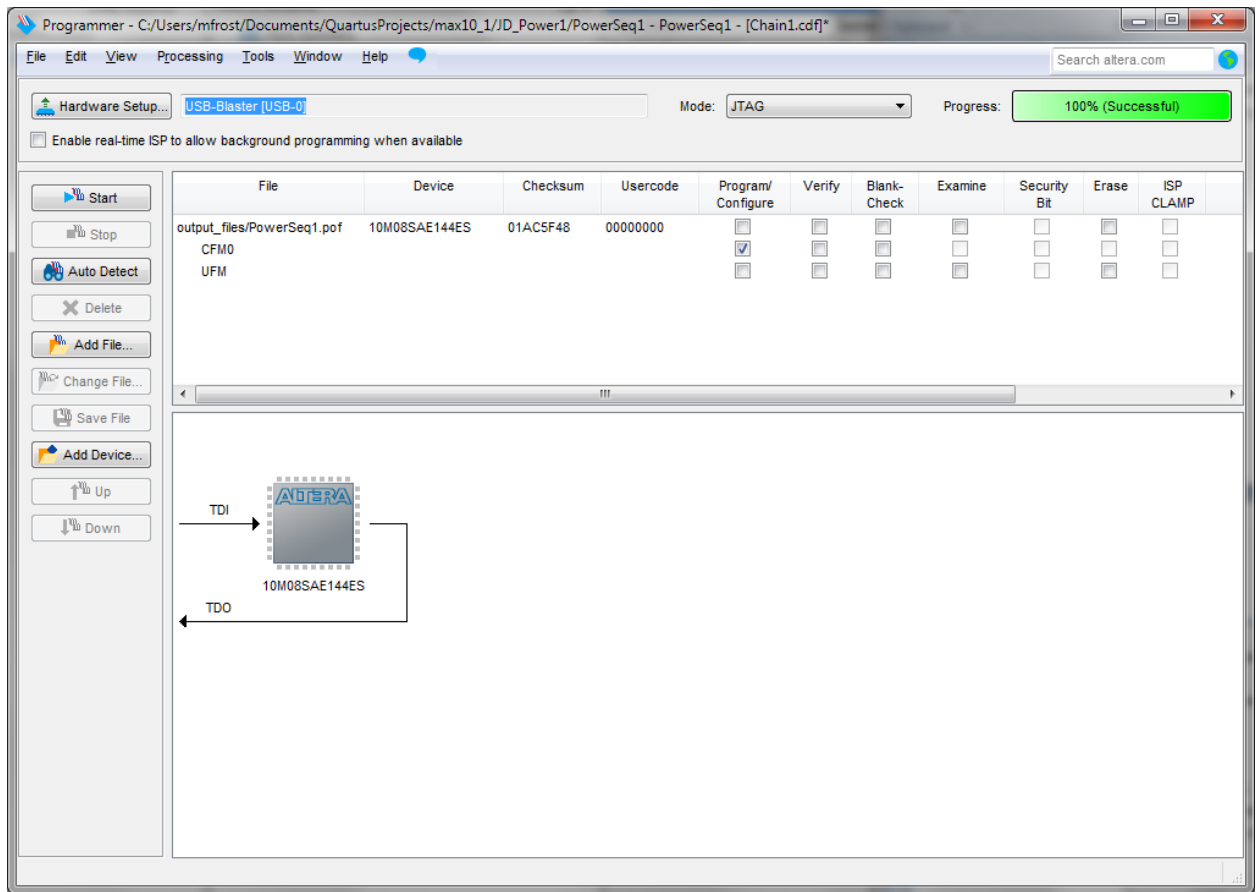 Programmer - C:/Users/mfrost/Documents/QuartusProjects/max10_1/JD_Power1/PowerSeq1 - PowerSeq1 - [Chain1.cdf]*
File Edit View Processing Tools Window Help Search altera.com
Hardware Setup... USB-Blaster [USB-0] Mode: JTAG Progress: 100% (Successful)
Enable real-time ISP to allow background programming when available
Start
Stop
Auto Detect
Delete
Add File...
Change File...
Save File
Add Device...
Up
Down
File Device Checksum Usercode Program/ Verify Blank- Examine Security Erase ISP
Configure Check Bit CLAMP
output_files/PowerSeq1.pof 10M08SAE144ES 01AC5F48 00000000
CFM0
UFM
ALTERA
TDI
10M08SAE144ES
TDO